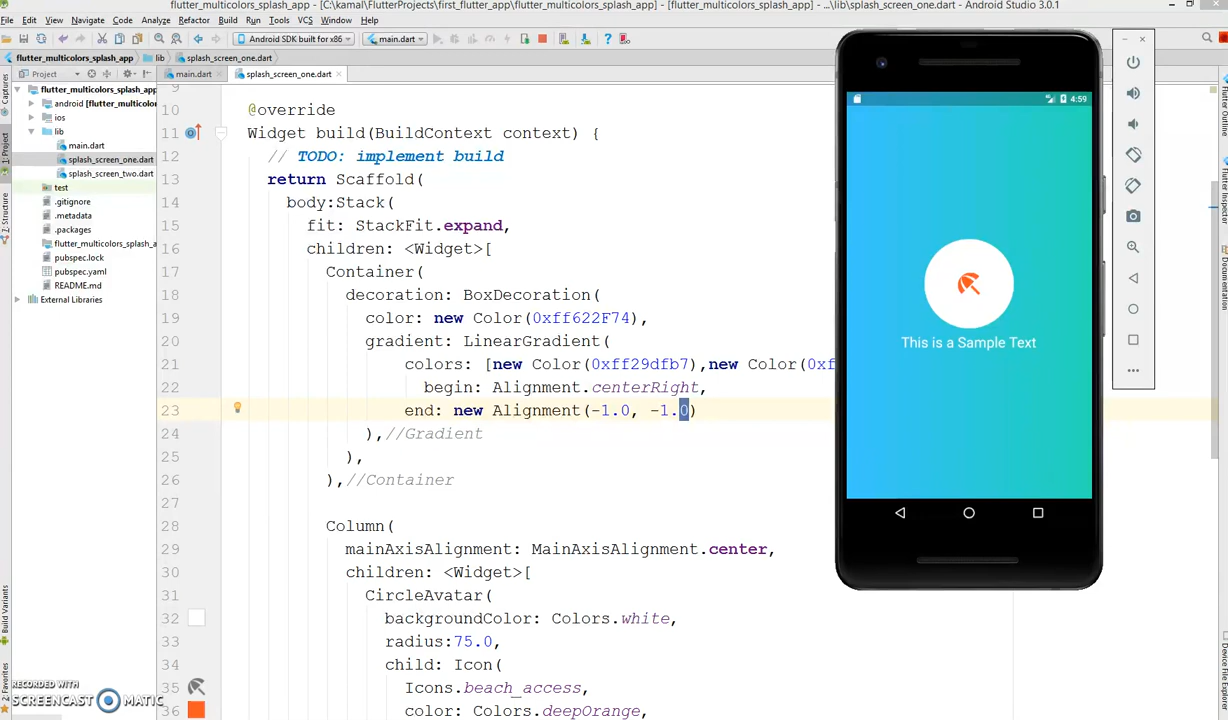 flutter_multicolors_splash_app - [C:\kamal\FlutterProjects\first_flutter_app\flutter_multicolors_splash_app] - [flutter_multicolors_splash_app] - ...\lib\splash_screen_one.dart - Android Studio 3.0.1
File Edit View Navigate Code Analyze Refactor Build Run Tools VCS Window Help
Android SDK built for x86
main.dart
flutter_multicolors_splash_app
lib
splash_screen_one.dart
Project
main.dart
splash_screen_one.dart
flutter_multicolors_splash_app
android [flutter_multicolors
ios
lib
main.dart
splash_screen_one.dart
splash_screen_two.dart
test
.gitignore
.metadata
.packages
flutter_multicolors_splash_a
pubspec.lock
pubspec.yaml
README.md
External Libraries
Captures
1: Project
7: Structure
Build Variants
2: Favorites
9
10 @override
11 Widget build(BuildContext context) {
12 // TODO: implement build
13 return Scaffold(
14 body:Stack(
15 fit: StackFit.expand,
16 children: <Widget>[
17 Container(
18 decoration: BoxDecoration(
19 color: new Color(0xff622F74),
20 gradient: LinearGradient(
21 colors: [new Color(0xff29dfb7),new Color(0xf
22 begin: Alignment.centerRight,
23 end: new Alignment(-1.0, -1.0)
24 ),//Gradient
25 ),
26 ),//Container
27
28 Column(
29 mainAxisAlignment: MainAxisAlignment.center,
30 children: <Widget>[
31 CircleAvatar(
32 backgroundColor: Colors.white,
33 radius:75.0,
34 child: Icon(
35 Icons.beach_access,
36 color: Colors.deepOrange,
4:59
This is a Sample Text
Flutter Outline
Flutter Inspector
Documentation
Device File Explorer
RECORDED WITH
SCREENCAST MATIC